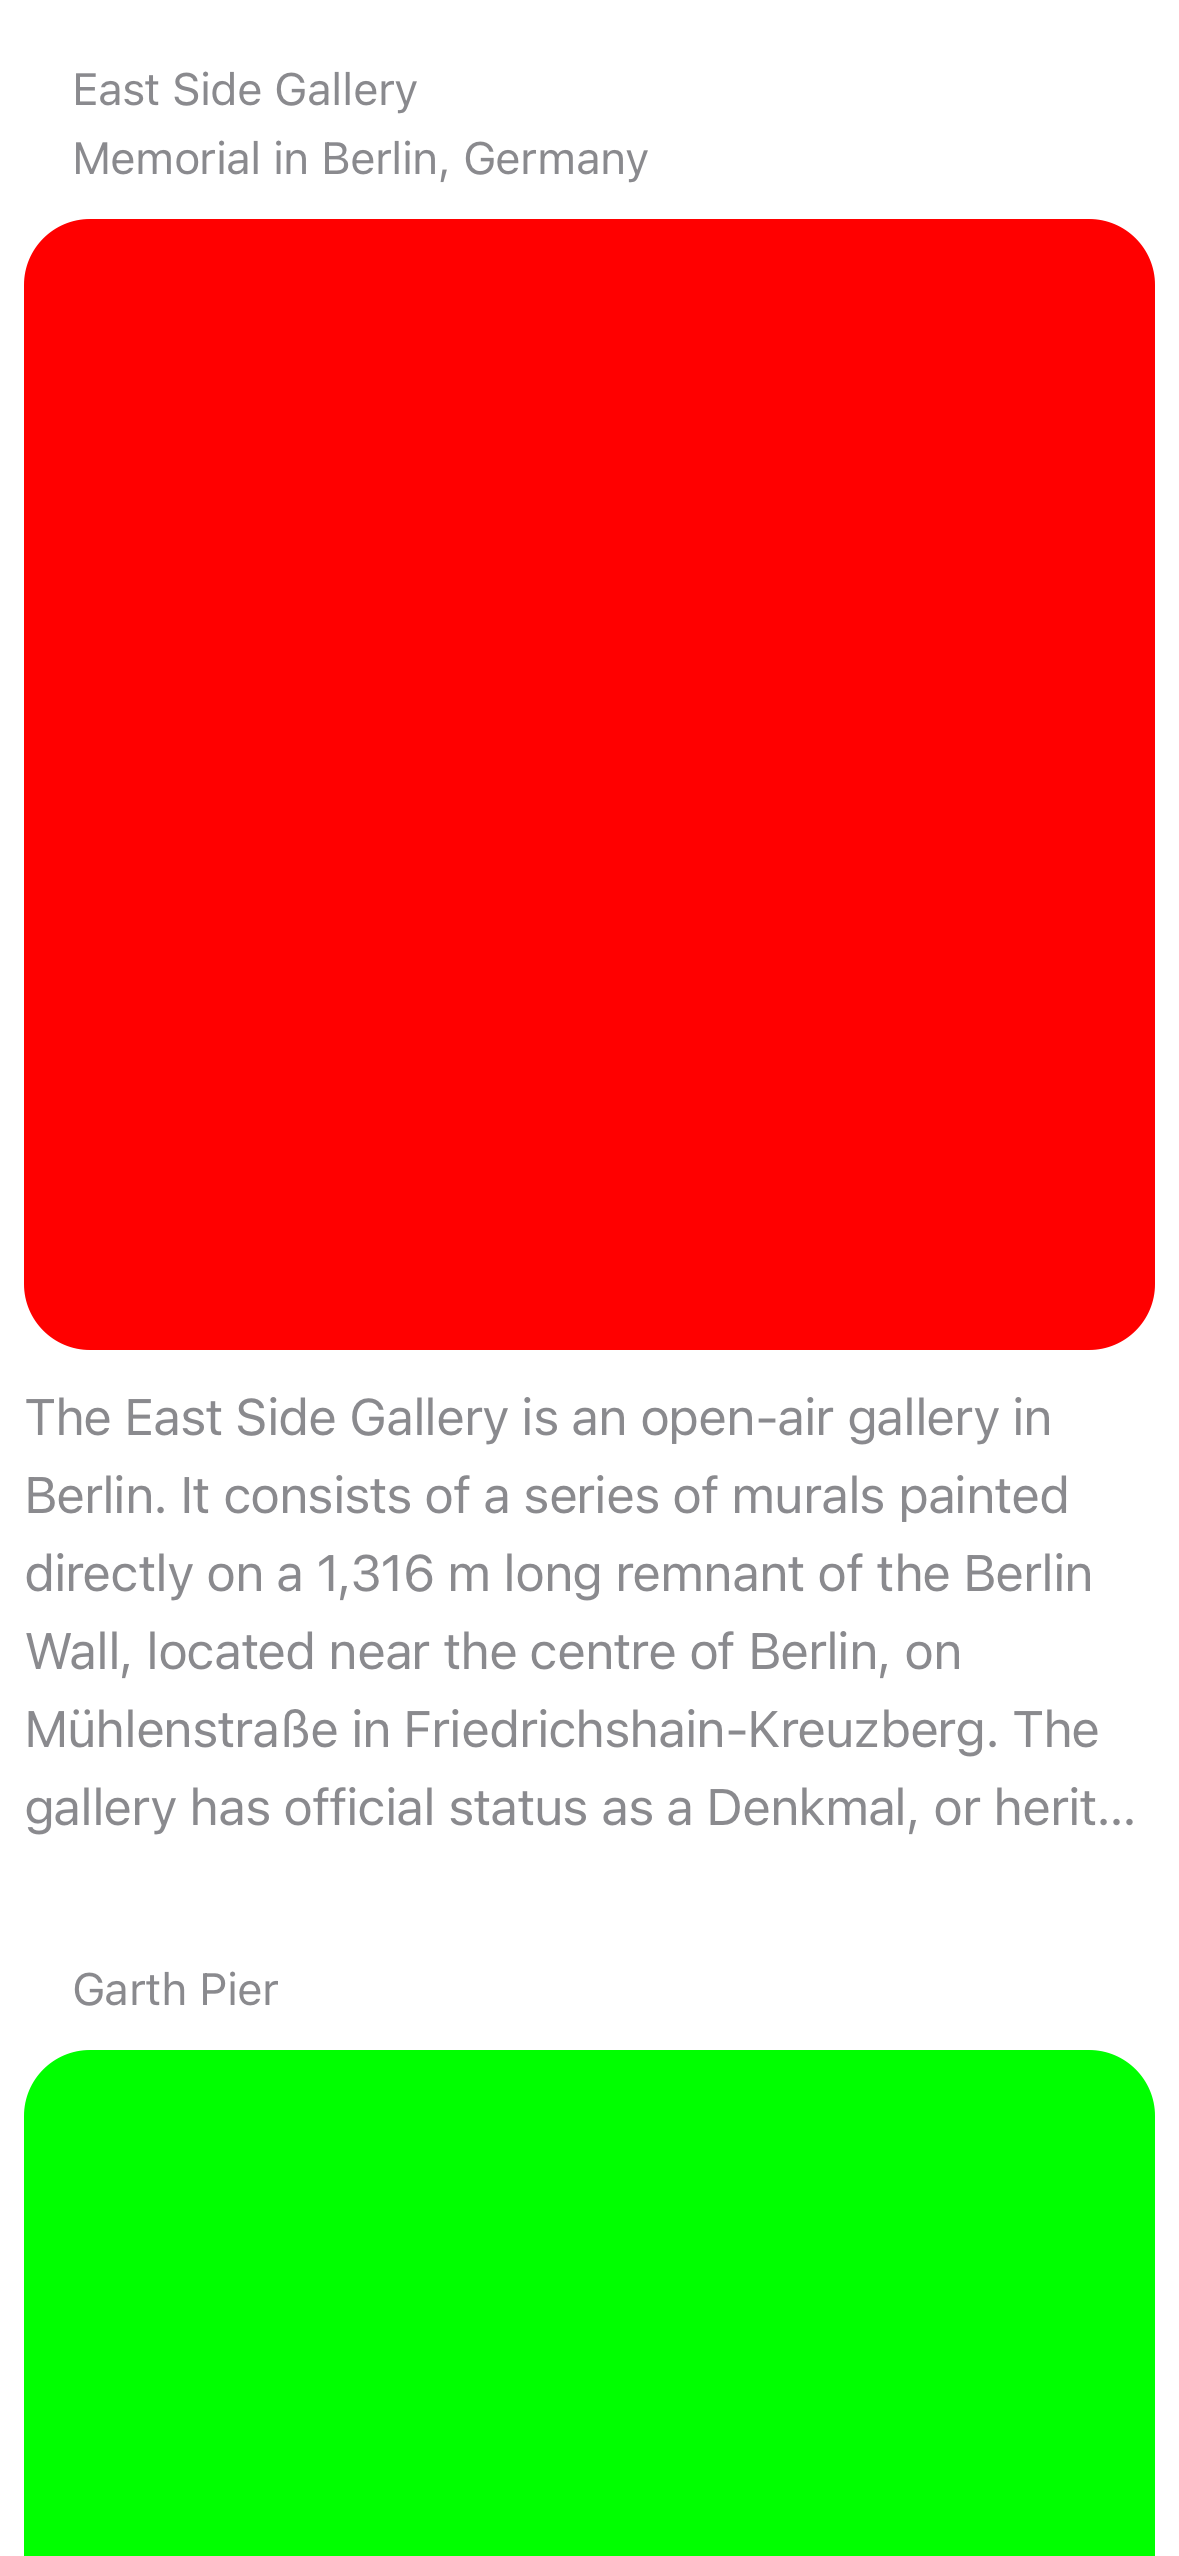 East Side Gallery
Memorial in Berlin, Germany
The East Side Gallery is an open-air gallery in
Berlin. It consists of a series of murals painted
directly on a 1,316 m long remnant of the Berlin
Wall, located near the centre of Berlin, on
Mühlenstraße in Friedrichshain-Kreuzberg. The
gallery has official status as a Denkmal, or herit...
Garth Pier